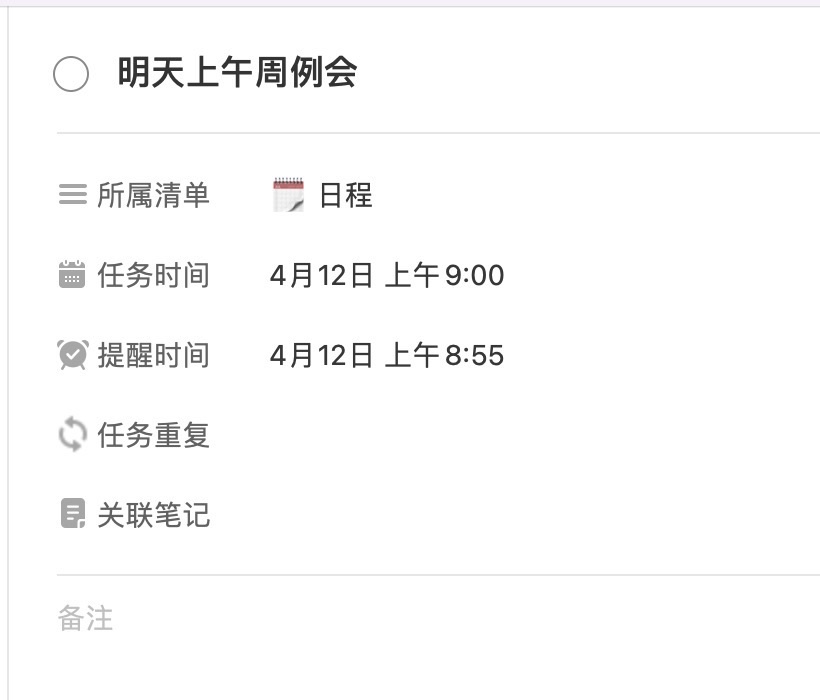 明天上午周例会
所属清单 日程
任务时间 4月12日 上午9:00
提醒时间 4月12日 上午8:55
任务重复
关联笔记
备注